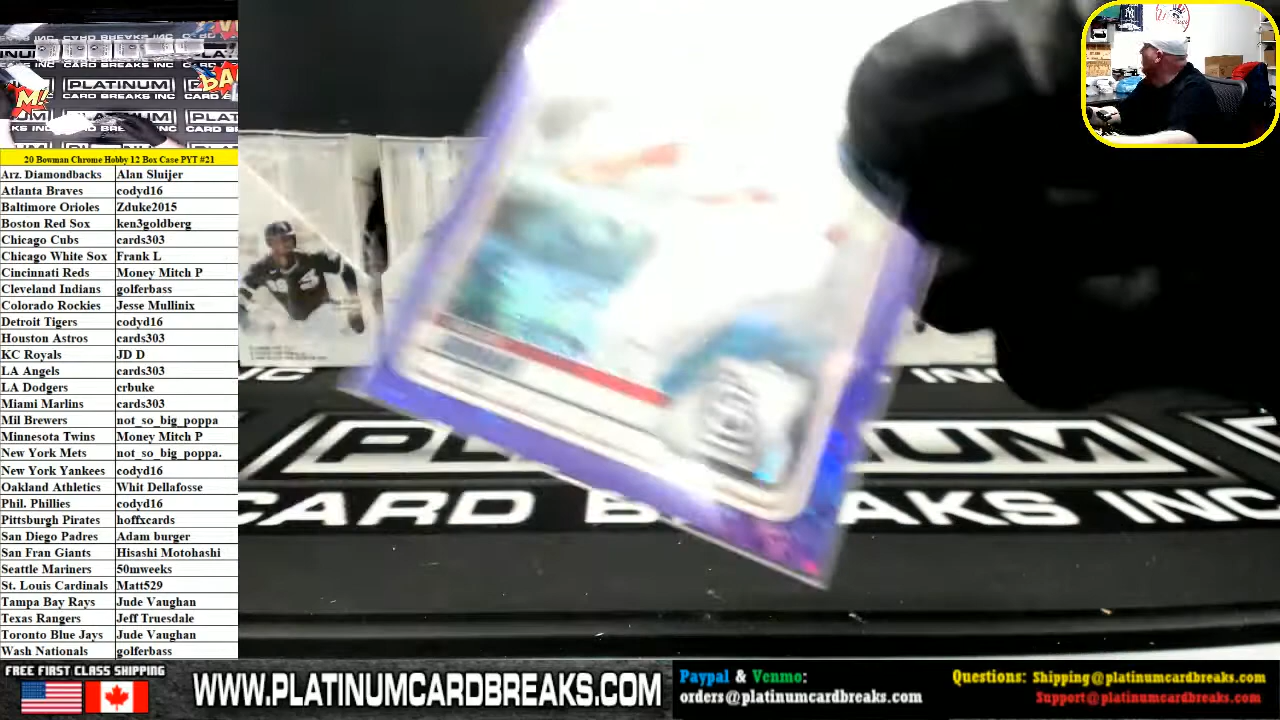 PLATINUM
CARD BREAKS INC
20 Bowman Chrome Hobby 12 Box Case PYT #21
Arz. Diamondbacks Alan Sluijer
Atlanta Braves codyd16
Baltimore Orioles Zduke2015
Boston Red Sox ken3goldberg
Chicago Cubs cards303
Chicago White Sox Frank L
Cincinnati Reds Money Mitch P
Cleveland Indians golferbass
Colorado Rockies Jesse Mullinix
Detroit Tigers codyd16
Houston Astros cards303
KC Royals JD D
LA Angels cards303
LA Dodgers crbuke
Miami Marlins cards303
Mil Brewers not_so_big_poppa
Minnesota Twins Money Mitch P
New York Mets not_so_big_poppa.
New York Yankees codyd16
Oakland Athletics Whit Dellafosse
Phil. Phillies codyd16
Pittsburgh Pirates hoffxcards
San Diego Padres Adam burger
San Fran Giants Hisashi Motohashi
Seattle Mariners 50mweeks
St. Louis Cardinals Matt529
Tampa Bay Rays Jude Vaughan
Texas Rangers Jeff Truesdale
Toronto Blue Jays Jude Vaughan
Wash Nationals golferbass
PLATINUM
CARD BREAKS INC
FREE FIRST CLASS SHIPPING
WWW.PLATINUMCARDBREAKS.COM
Paypal & Venmo:
orders@platinumcardbreaks.com
Questions: Shipping@platinumcardbreaks.com
Support@platinumcardbreaks.com